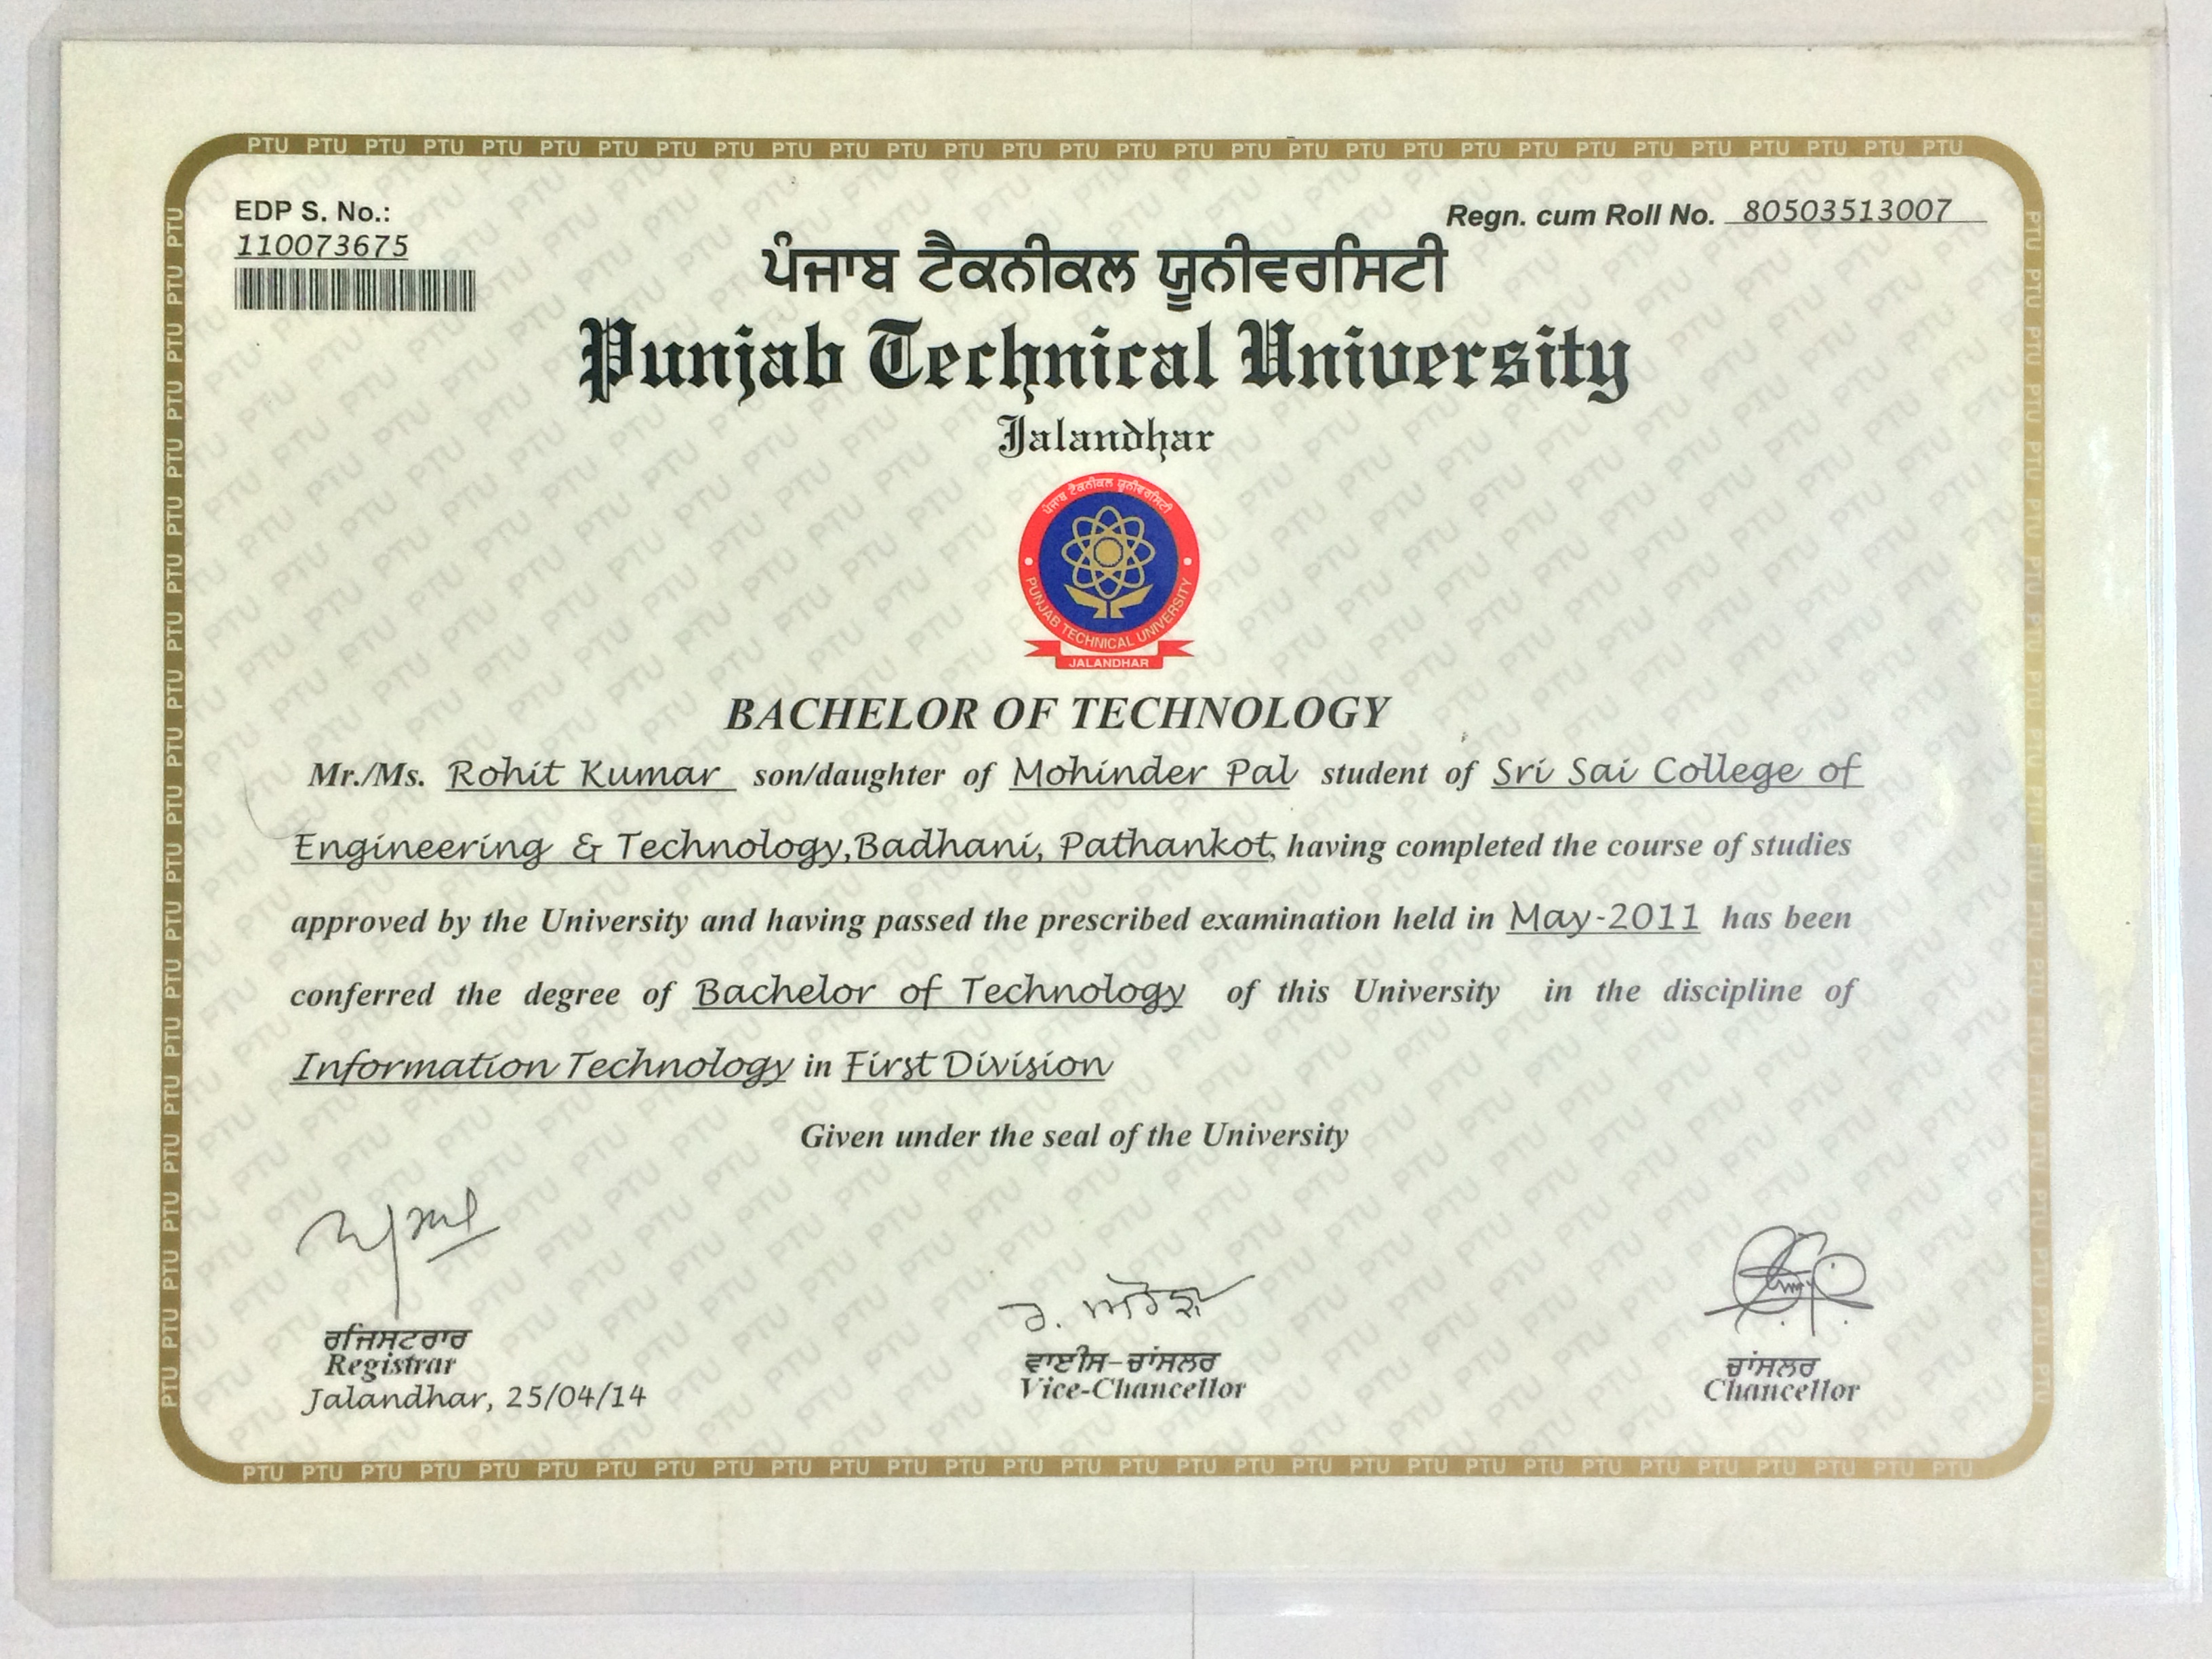 EDP S. No.:
110073675
Regn. cum Roll No. 80503513007
ਪੰਜਾਬ ਟੈਕਨੀਕਲ ਯੂਨੀਵਰਸਿਟੀ
Punjab Technical University
Jalandhar
ਪੰਜਾਬ ਟੈਕਨੀਕਲ ਯੂਨੀਵਰਸਿਟੀ
PUNJAB TECHNICAL UNIVERSITY
JALANDHAR
BACHELOR OF TECHNOLOGY
Mr./Ms. Rohit Kumar son/daughter of Mohinder Pal student of Sri Sai College of
Engineering & Technology,Badhani, Pathankot, having completed the course of studies
approved by the University and having passed the prescribed examination held in May-2011 has been
conferred the degree of Bachelor of Technology of this University in the discipline of
Information Technology in First Division
Given under the seal of the University
ਰਜਿਸਟਰਾਰ
Registrar
Jalandhar, 25/04/14
ਵਾਈਸ-ਚਾਂਸਲਰ
Vice-Chancellor
ਚਾਂਸਲਰ
Chancellor